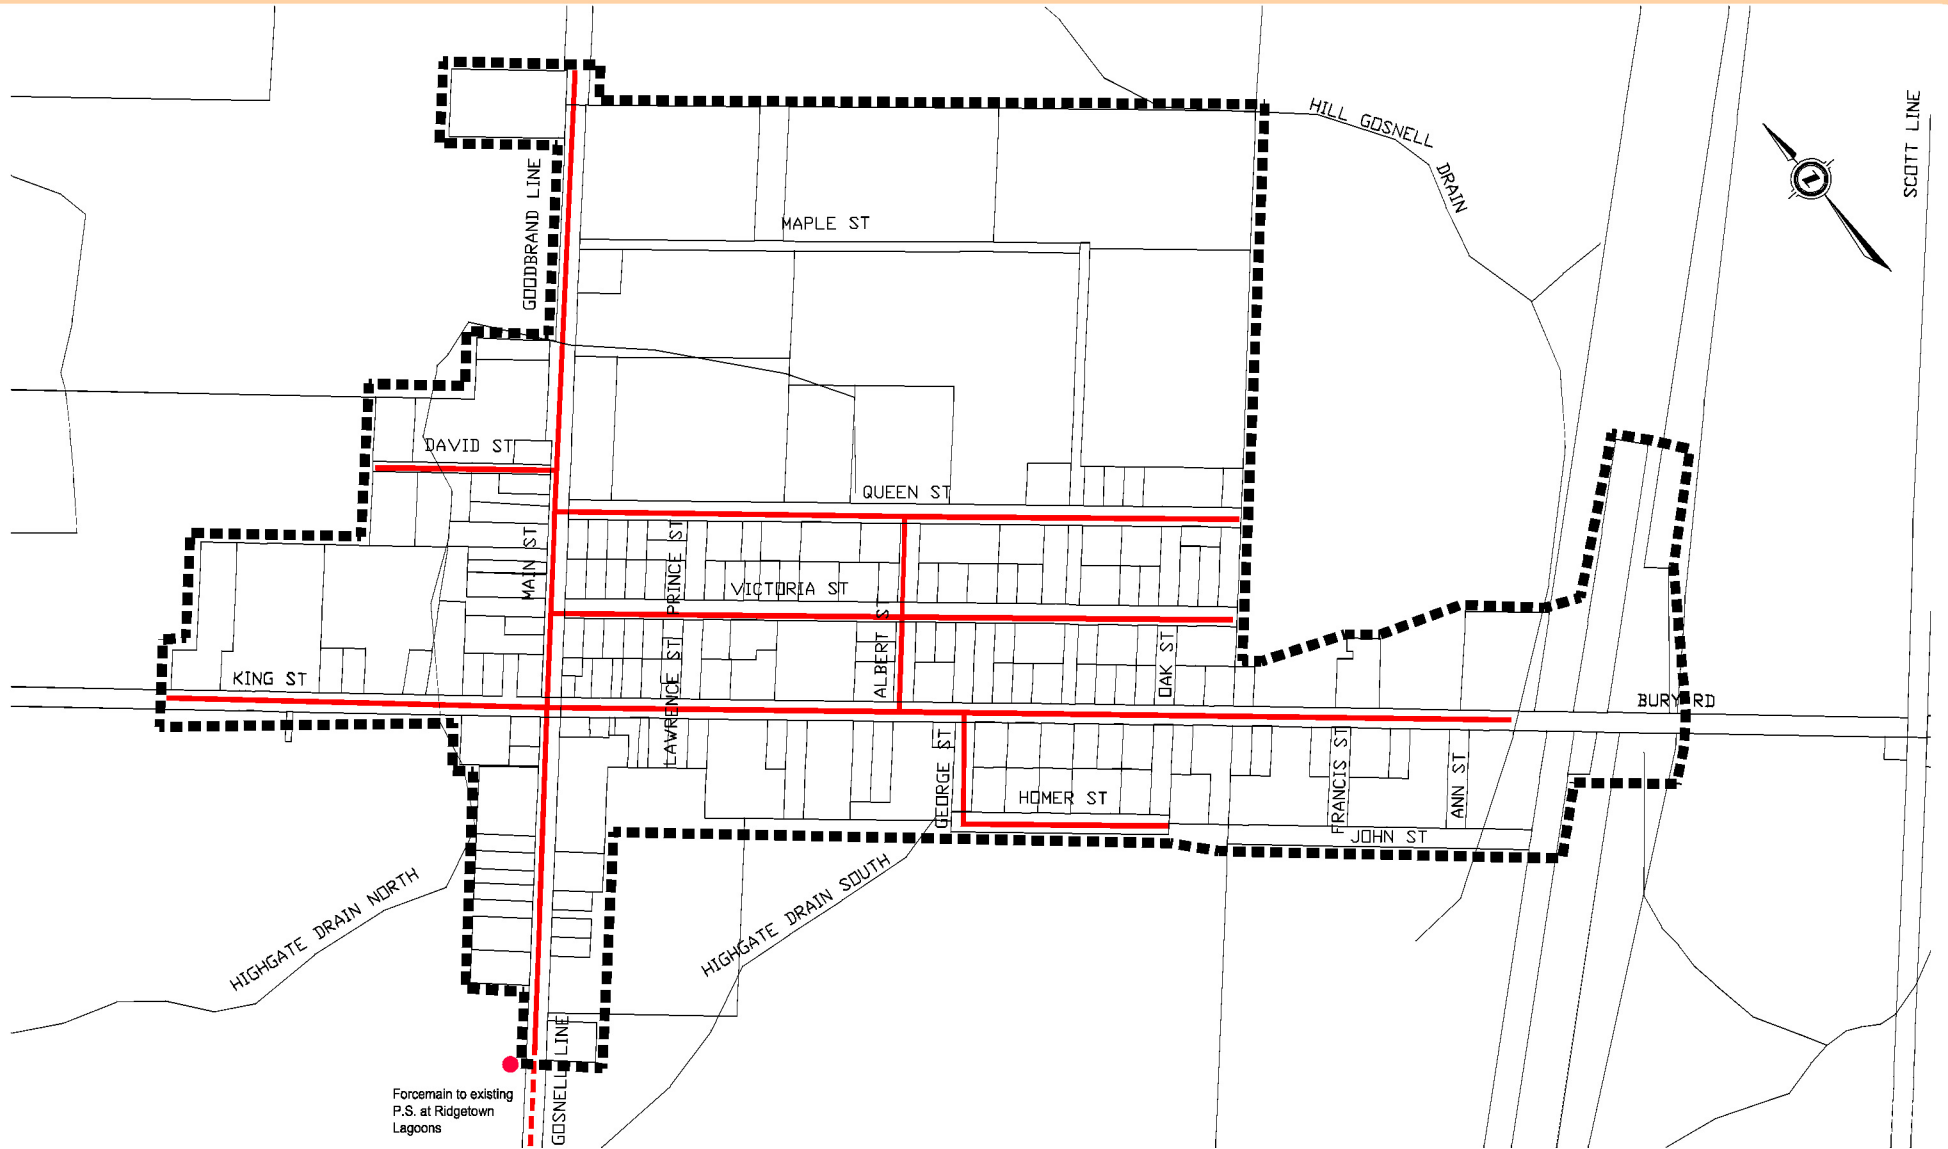 HILL GOSNELL
DRAIN
SCOTT LINE
GOODBRAND LINE
MAPLE ST
DAVID ST
QUEEN ST
MAIN ST
PRINCE ST
VICTORIA ST
ALBERT ST
LAWRENCE ST
OAK ST
KING ST
BURY RD
GEORGE ST
HOMER ST
FRANCIS ST
ANN ST
JOHN ST
HIGHGATE DRAIN NORTH
HIGHGATE DRAIN SOUTH
GOSNELL LINE
Forcemain to existing
P.S. at Ridgetown
Lagoons
N